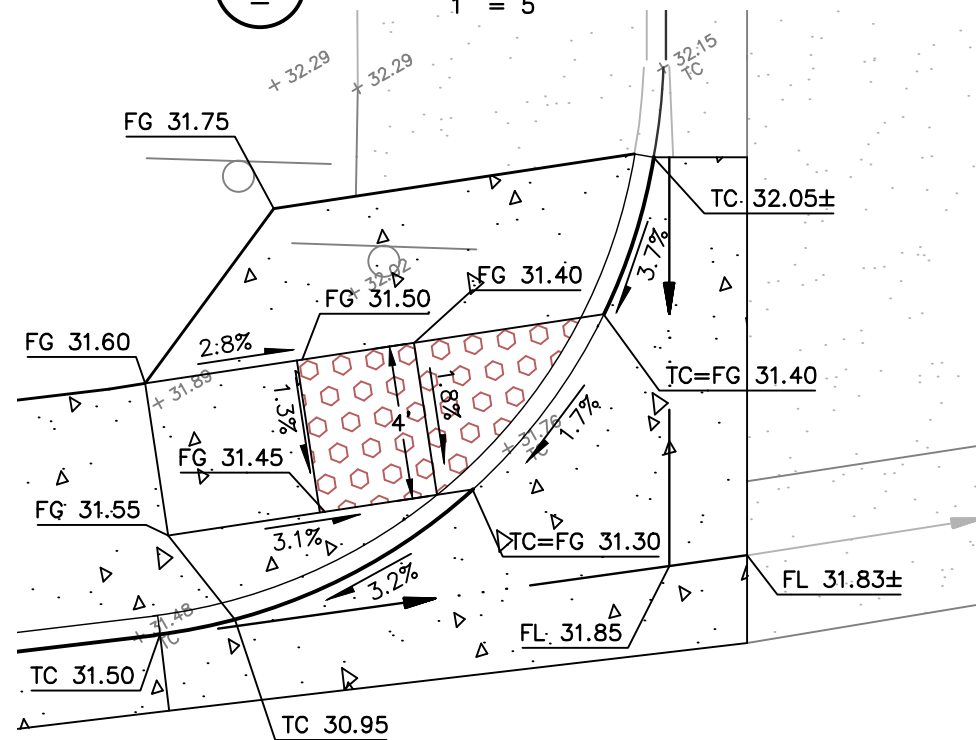 1" = 5'
+ 32.29
+ 32.29
+ 32.15
TC
FG 31.75
TC 32.05±
3.7%
+ 32.02
FG 31.40
FG 31.50
FG 31.60
2.8%
+ 31.89
TC=FG 31.40
1.3%
1.8%
4'
1.7%
+ 31.76
TC
FG 31.45
FG 31.55
3.1%
TC=FG 31.30
3.2%
FL 31.83±
+ 31.48
TC
FL 31.85
TC 31.50
TC 30.95